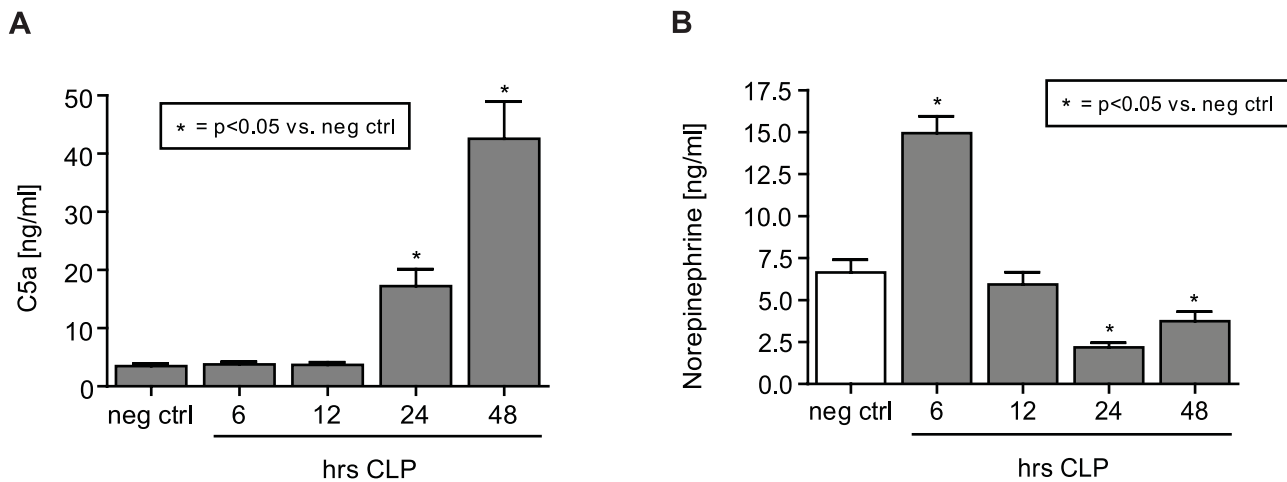 A
C5a [ng/ml]
50
40
30
20
10
0
* = p<0.05 vs. neg ctrl
*
*
neg ctrl 6 12 24 48
hrs CLP
B
Norepinephrine [ng/ml]
17.5
15.0
12.5
10.0
7.5
5.0
2.5
0.0
* = p<0.05 vs. neg ctrl
*
*
*
neg ctrl 6 12 24 48
hrs CLP